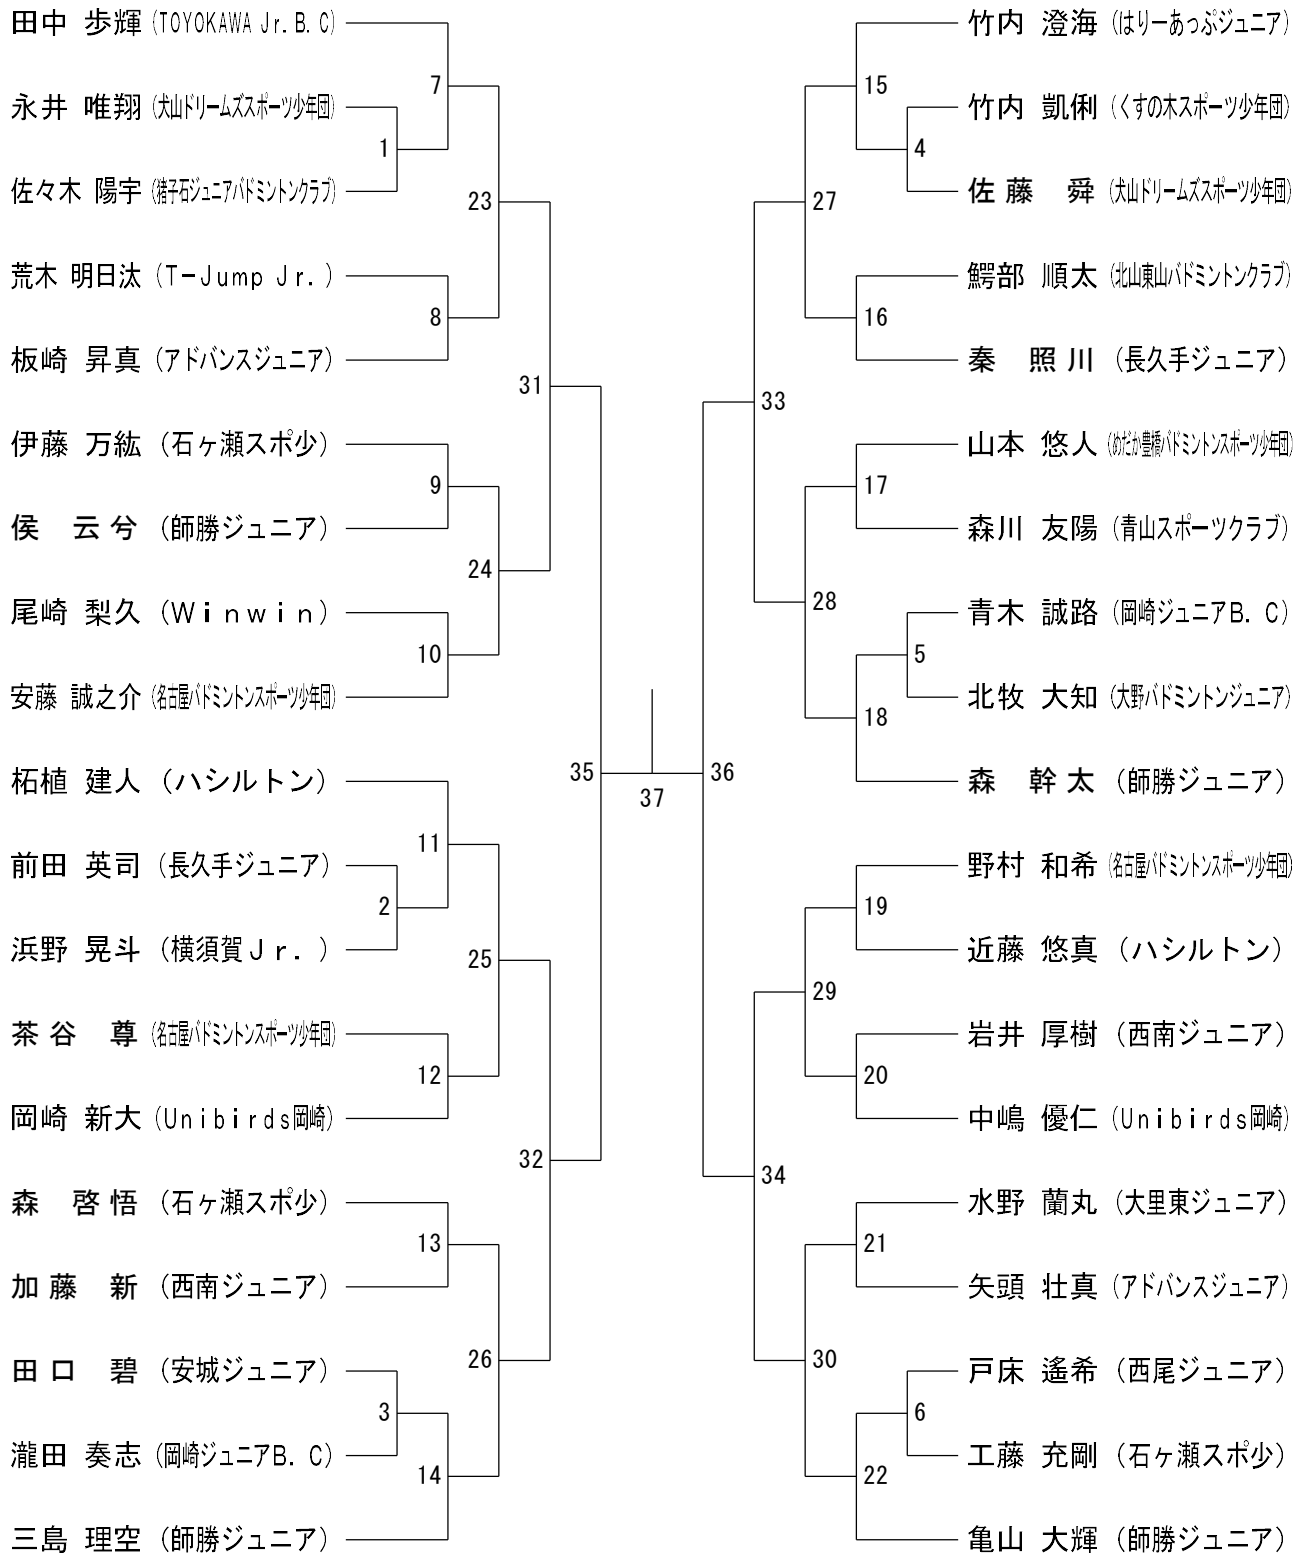 田中 歩輝 (TOYOKAWA Jr.B.C)
7
永井 唯翔 (犬山ドリームズスポーツ少年団)
1
佐々木 陽宇 (猪子石ジュニアバドミントンクラブ)
23
荒木 明日汰 (T－Jump Jr.)
8
板崎 昇真 (アドバンスジュニア)
31
伊藤 万紘 (石ヶ瀬スポ少)
9
侯 云兮 (師勝ジュニア)
24
尾崎 梨久 (Winwin)
10
安藤 誠之介 (名古屋バドミントンスポーツ少年団)
35
柘植 建人 (ハシルトン)
11
前田 英司 (長久手ジュニア)
2
浜野 晃斗 (横須賀Jr.)
25
茶谷 尊 (名古屋バドミントンスポーツ少年団)
12
岡崎 新大 (Unibirds岡崎)
32
森 啓悟 (石ヶ瀬スポ少)
13
加藤 新 (西南ジュニア)
26
田口 碧 (安城ジュニア)
3
瀧田 奏志 (岡崎ジュニアB.C)
14
三島 理空 (師勝ジュニア)
37
竹内 澄海 (はりーあっぷジュニア)
15
竹内 凱俐 (くすの木スポーツ少年団)
4
佐藤 舜 (犬山ドリームズスポーツ少年団)
27
鰐部 順太 (北山東山バドミントンクラブ)
16
秦 照川 (長久手ジュニア)
33
山本 悠人 (めだか豊橋バドミントンスポーツ少年団)
17
森川 友陽 (青山スポーツクラブ)
28
青木 誠路 (岡崎ジュニアB.C)
5
北牧 大知 (大野バドミントンジュニア)
18
36
森 幹太 (師勝ジュニア)
野村 和希 (名古屋バドミントンスポーツ少年団)
19
近藤 悠真 (ハシルトン)
29
岩井 厚樹 (西南ジュニア)
20
中嶋 優仁 (Unibirds岡崎)
34
水野 蘭丸 (大里東ジュニア)
21
矢頭 壮真 (アドバンスジュニア)
30
戸床 遙希 (西尾ジュニア)
6
工藤 充剛 (石ヶ瀬スポ少)
22
亀山 大輝 (師勝ジュニア)